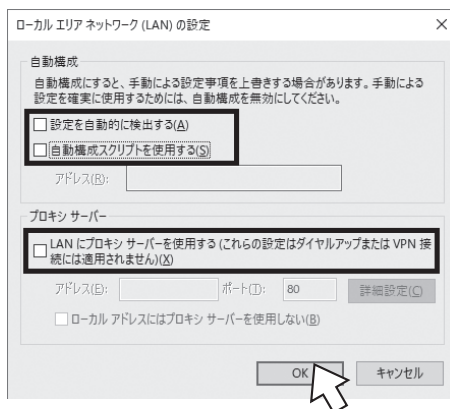 ローカル エリア ネットワーク (LAN) の設定
自動構成
自動構成にすると、手動による設定事項を上書きする場合があります。手動による
設定を確実に使用するためには、自動構成を無効にしてください。
設定を自動的に検出する(A)
自動構成スクリプトを使用する(S)
アドレス(R):
プロキシ サーバー
LAN にプロキシ サーバーを使用する (これらの設定はダイヤルアップまたは VPN 接
続には適用されません)(X)
アドレス(E): ポート(T): 80 詳細設定(C)
ローカル アドレスにはプロキシ サーバーを使用しない(B)
OK キャンセル